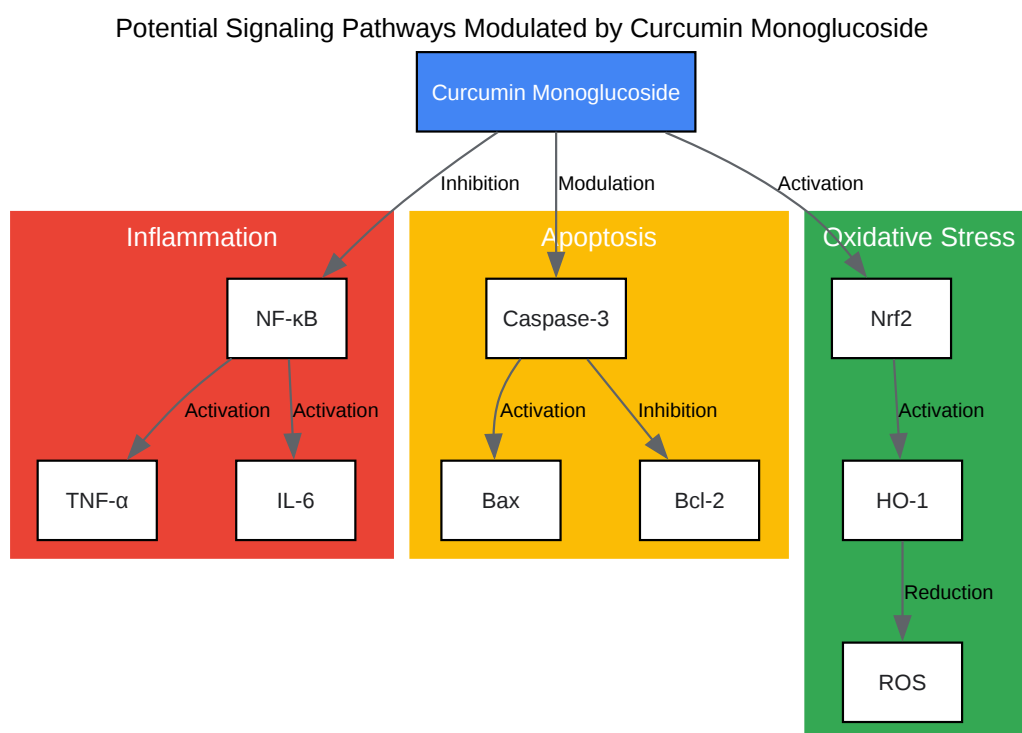 Potential Signaling Pathways Modulated by Curcumin Monoglucoside
Curcumin Monoglucoside
Inhibition
Modulation
Activation
Inflammation
Apoptosis
Oxidative Stress
NF-κB
Caspase-3
Nrf2
Activation
Activation
Activation
Inhibition
Activation
TNF-α
IL-6
Bax
Bcl-2
HO-1
Reduction
ROS